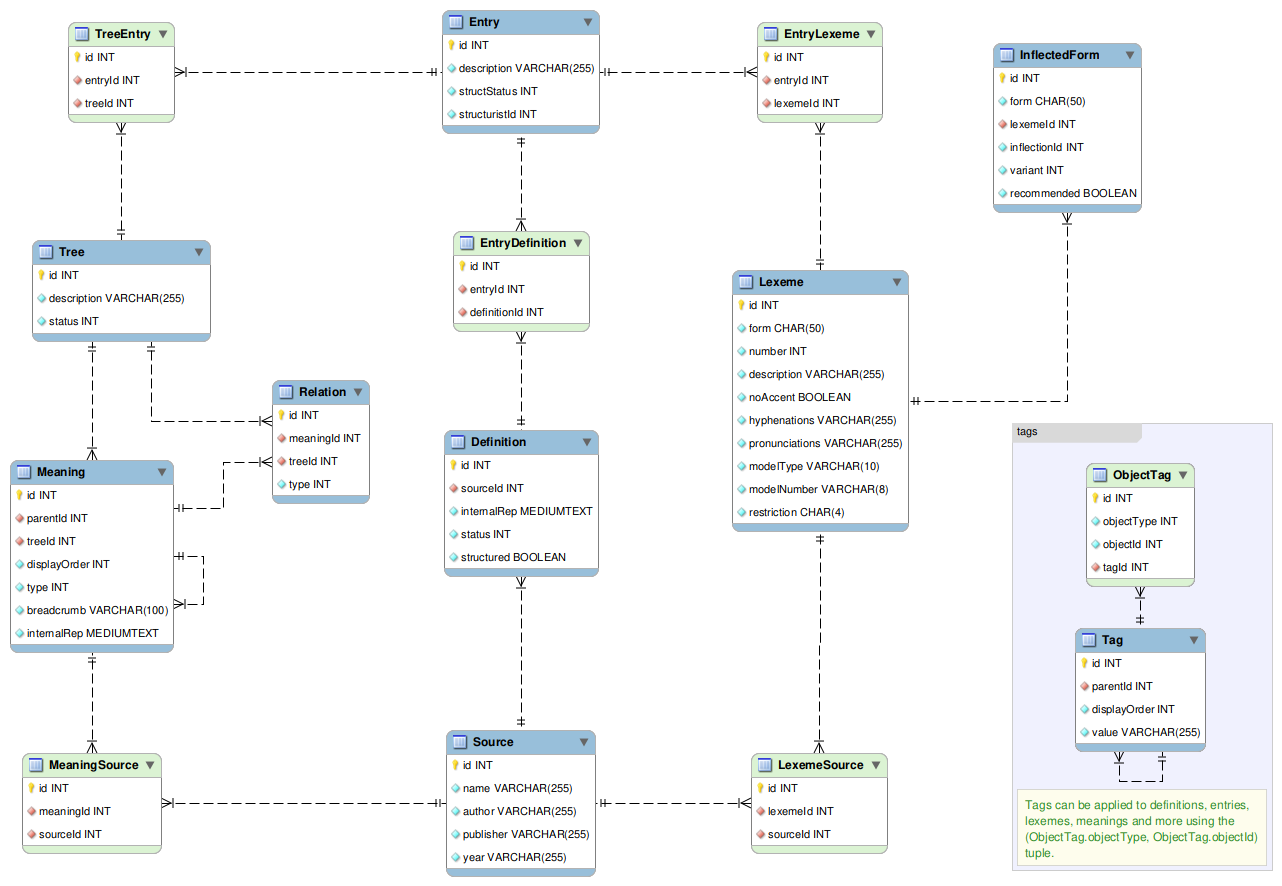 TreeEntry
id INT
entryId INT
treeId INT
Entry
id INT
description VARCHAR(255)
structStatus INT
structuristId INT
EntryLexeme
id INT
entryId INT
lexemeId INT
InflectedForm
id INT
form CHAR(50)
lexemeId INT
inflectionId INT
variant INT
recommended BOOLEAN
Tree
id INT
description VARCHAR(255)
status INT
EntryDefinition
id INT
entryId INT
definitionId INT
Lexeme
id INT
form CHAR(50)
number INT
description VARCHAR(255)
noAccent BOOLEAN
hyphenations VARCHAR(255)
pronunciations VARCHAR(255)
modelType VARCHAR(10)
modelNumber VARCHAR(8)
restriction CHAR(4)
Relation
id INT
meaningId INT
treeId INT
type INT
Meaning
id INT
parentId INT
treeId INT
displayOrder INT
type INT
breadcrumb VARCHAR(100)
internalRep MEDIUMTEXT
Definition
id INT
sourceId INT
internalRep MEDIUMTEXT
status INT
structured BOOLEAN
tags
ObjectTag
id INT
objectType INT
objectId INT
tagId INT
Tag
id INT
parentId INT
displayOrder INT
value VARCHAR(255)
Tags can be applied to definitions, entries,
lexemes, meanings and more using the
(ObjectTag.objectType, ObjectTag.objectId)
tuple.
MeaningSource
id INT
meaningId INT
sourceId INT
Source
id INT
name VARCHAR(255)
author VARCHAR(255)
publisher VARCHAR(255)
year VARCHAR(255)
LexemeSource
id INT
lexemeId INT
sourceId INT